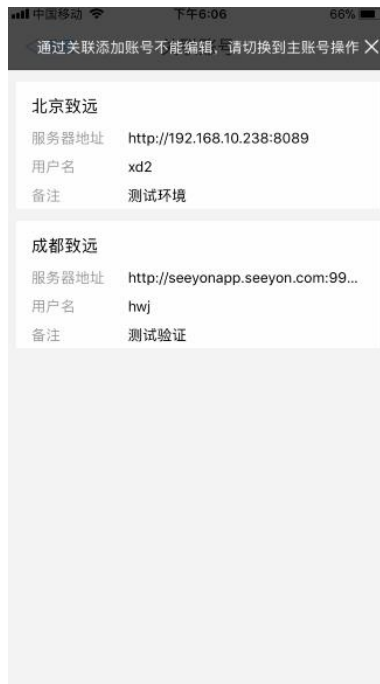 中国移动 下午6:06 66%
通过关联添加账号不能编辑，请切换到主账号操作 ×
北京致远
服务器地址 http://192.168.10.238:8089
用户名 xd2
备注 测试环境
成都致远
服务器地址 http://seeyonapp.seeyon.com:99...
用户名 hwj
备注 测试验证